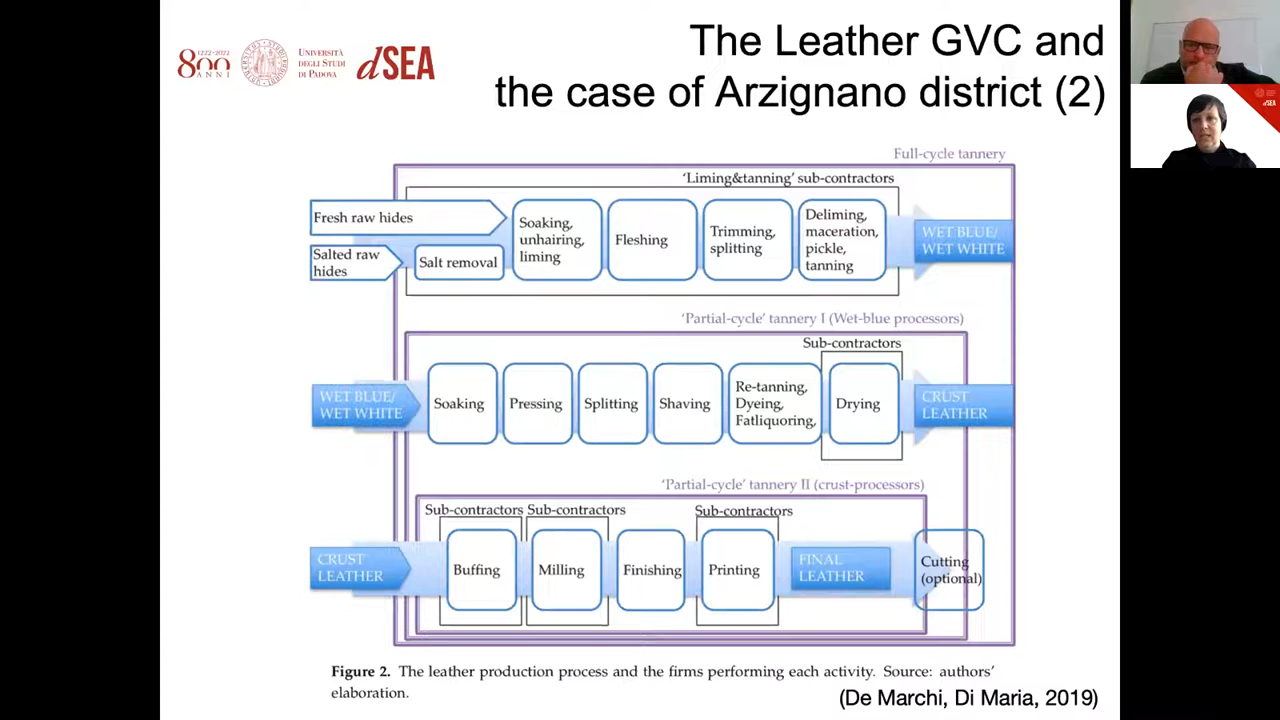 The Leather GVC and
the case of Arzignano district (2)
1222·2022
800
ANNI
UNIVERSITÀ
DEGLI STUDI
DI PADOVA
dSEA
Full-cycle tannery
'Liming&tanning' sub-contractors
Fresh raw hides
Salted raw
hides
Salt removal
Soaking,
unhairing,
liming
Fleshing
Trimming,
splitting
Deliming,
maceration,
pickle,
tanning
WET BLUE/
WET WHITE
'Partial-cycle' tannery I (Wet-blue processors)
Sub-contractors
WET BLUE/
WET WHITE
Soaking
Pressing
Splitting
Shaving
Re-tanning,
Dyeing,
Fatliquoring,
Drying
CRUST
LEATHER
'Partial-cycle' tannery II (crust-processors)
Sub-contractors
Sub-contractors
Sub-contractors
CRUST
LEATHER
Buffing
Milling
Finishing
Printing
FINAL
LEATHER
Cutting
(optional)
Figure 2. The leather production process and the firms performing each activity. Source: authors'
elaboration.
(De Marchi, Di Maria, 2019)
dSEA